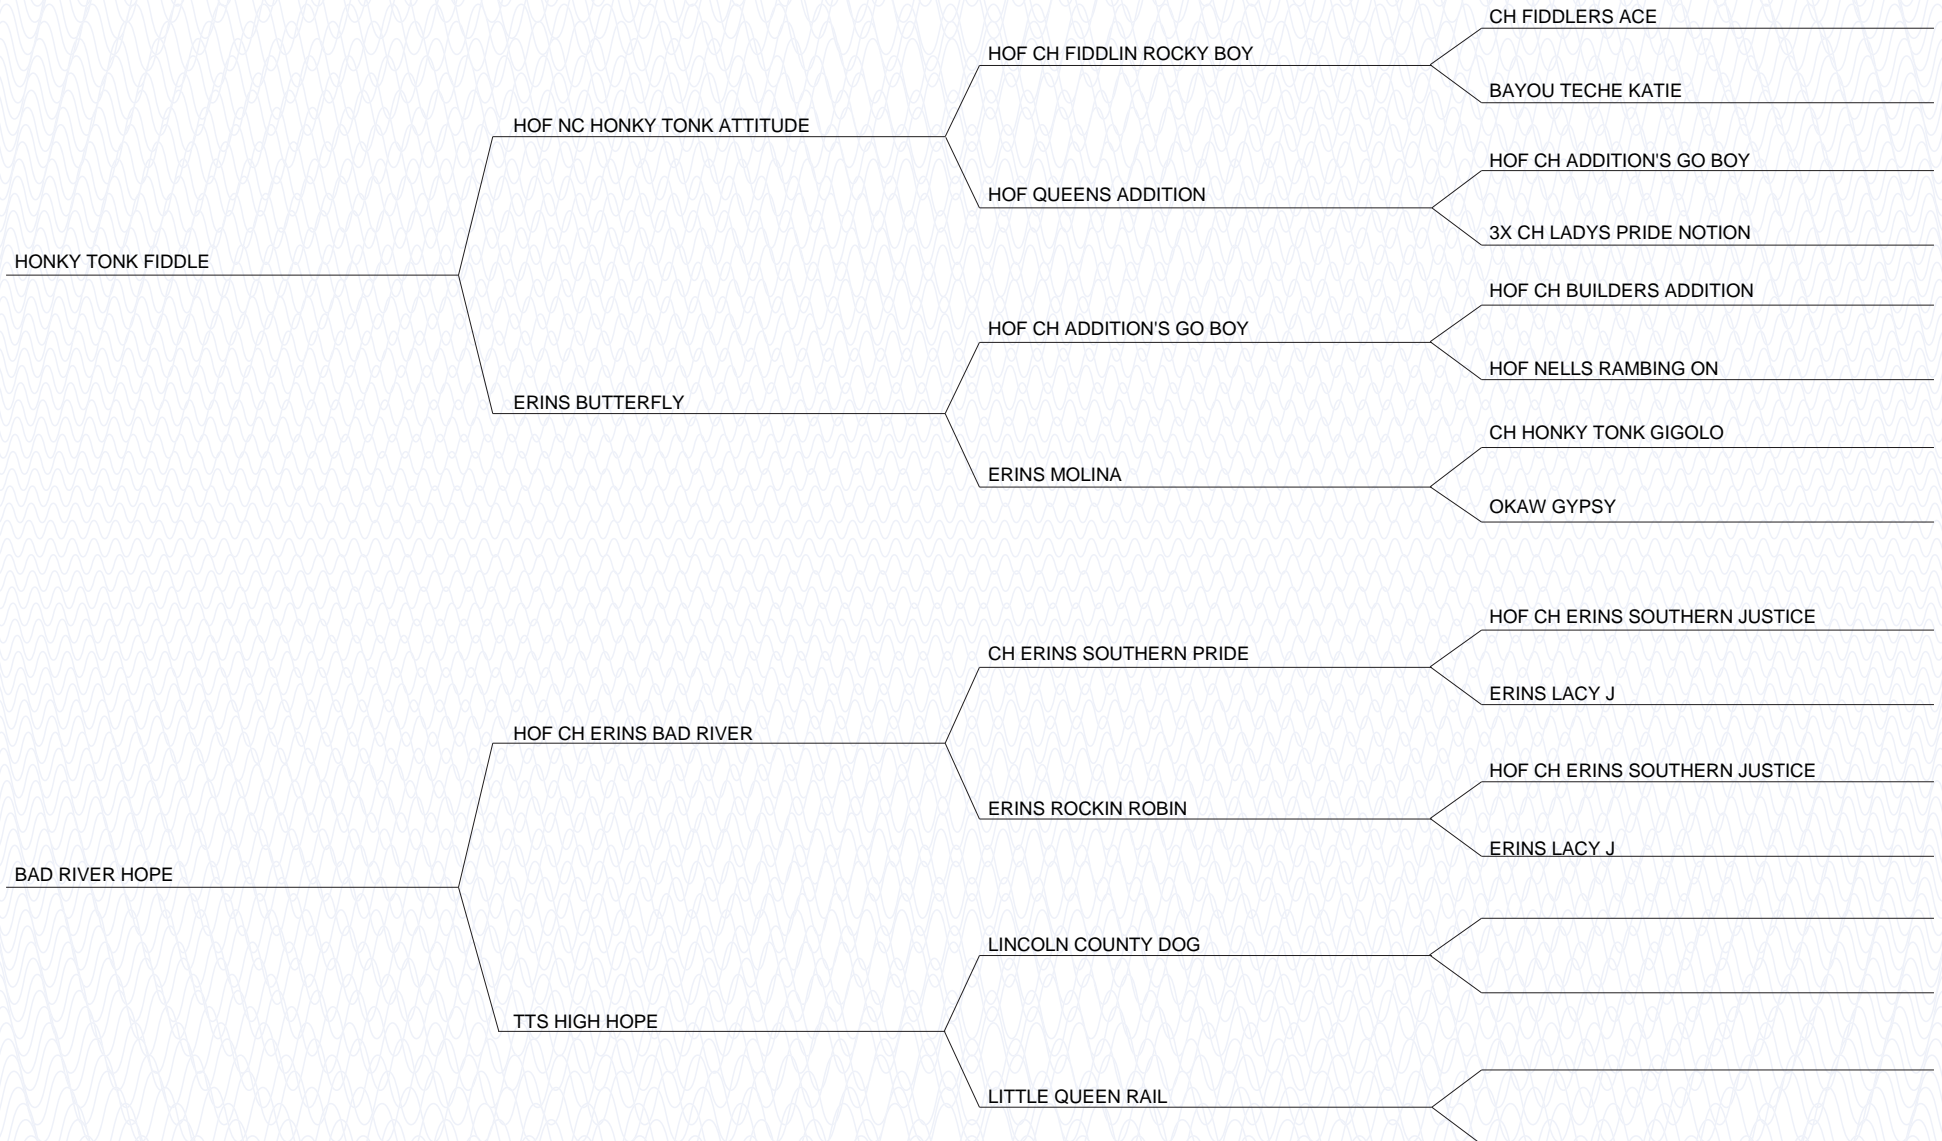 CH FIDDLERS ACE
HOF CH FIDDLIN ROCKY BOY
BAYOU TECHE KATIE
HOF NC HONKY TONK ATTITUDE
HOF CH ADDITION'S GO BOY
HOF QUEENS ADDITION
3X CH LADYS PRIDE NOTION
HONKY TONK FIDDLE
HOF CH BUILDERS ADDITION
HOF CH ADDITION'S GO BOY
HOF NELLS RAMBING ON
ERINS BUTTERFLY
CH HONKY TONK GIGOLO
ERINS MOLINA
OKAW GYPSY
HOF CH ERINS SOUTHERN JUSTICE
CH ERINS SOUTHERN PRIDE
ERINS LACY J
HOF CH ERINS BAD RIVER
HOF CH ERINS SOUTHERN JUSTICE
ERINS ROCKIN ROBIN
ERINS LACY J
BAD RIVER HOPE
LINCOLN COUNTY DOG
TTS HIGH HOPE
LITTLE QUEEN RAIL